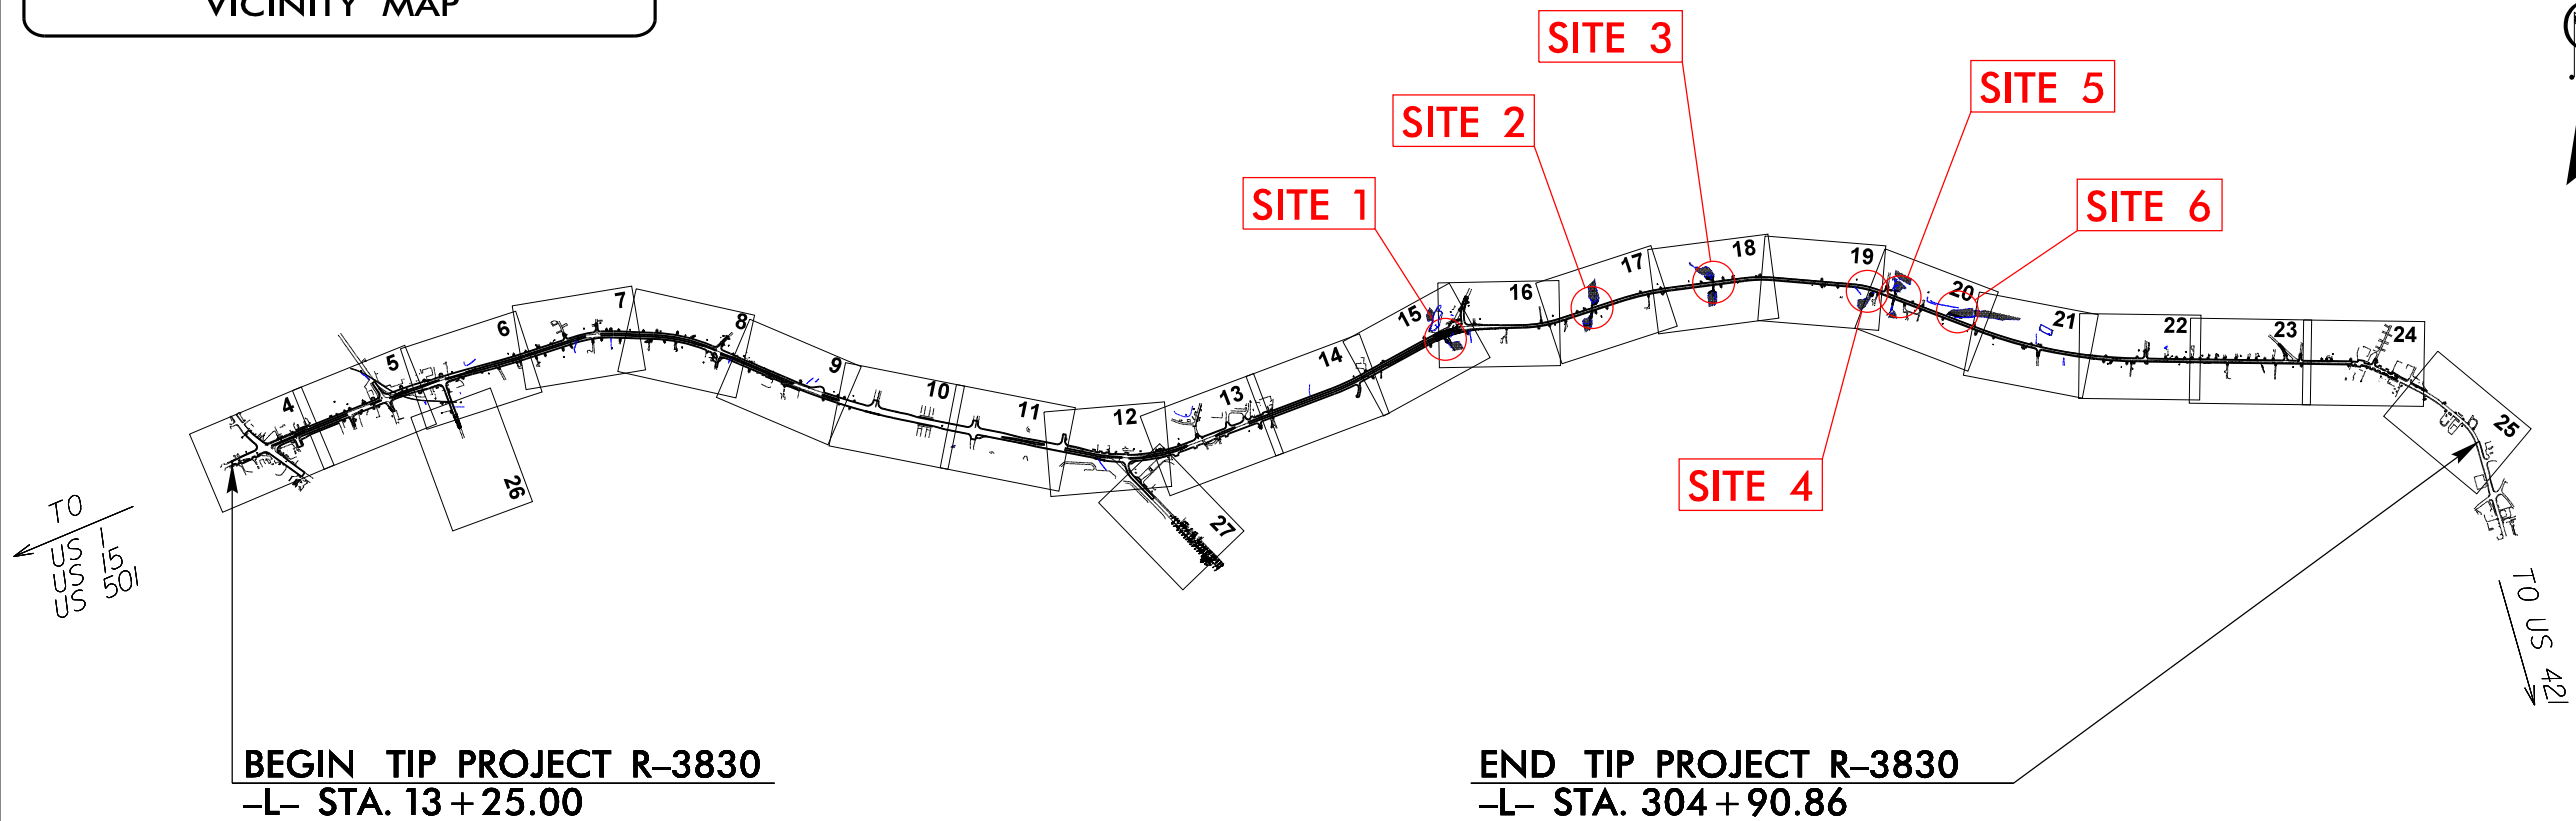 VICINITY MAP
SITE 3
SITE 5
SITE 2
SITE 1
SITE 6
4
5
6
7
8
9
10
11
12
13
14
15
16
17
18
19
20
21
22
23
24
25
26
27
SITE 4
TO
US 1
US 15
US 501
TO US 421
BEGIN TIP PROJECT R–3830
–L– STA. 13+25.00
END TIP PROJECT R–3830
–L– STA. 304+90.86